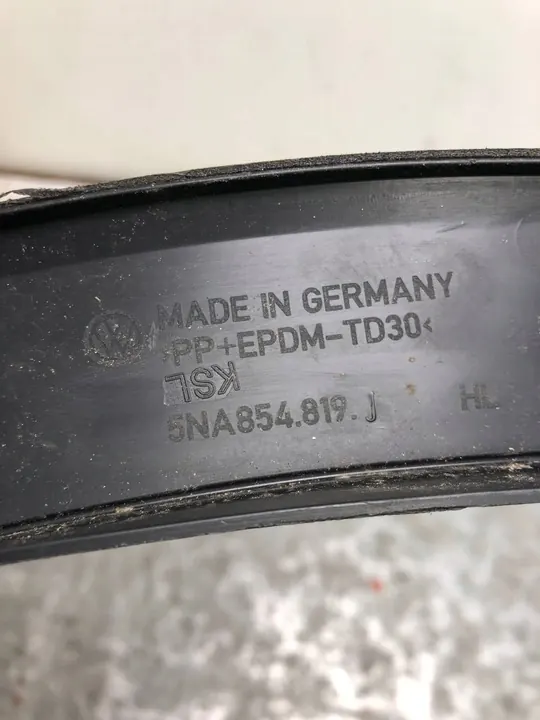 MADE IN GERMANY
>PP+EPDM-TD30<
KSL
5NA854.819. J
HL